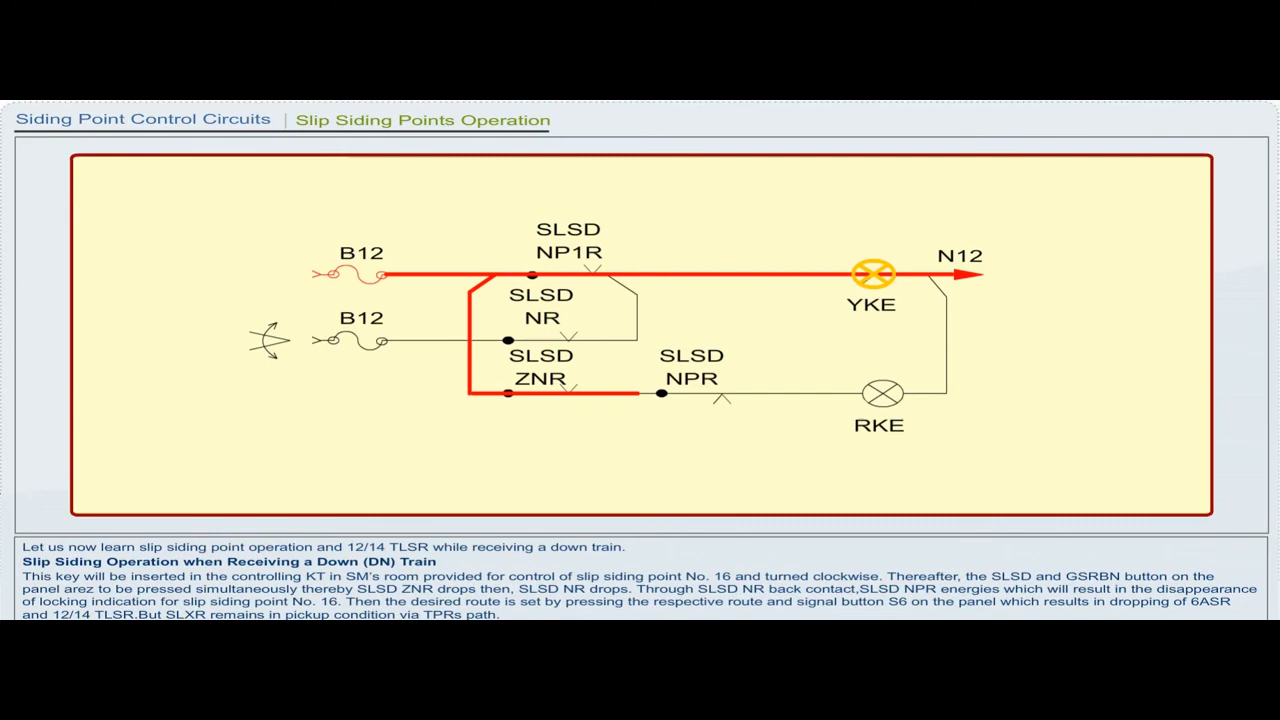 Siding Point Control Circuits | Slip Siding Points Operation
SLSD
NP1R
B12
N12
SLSD
NR
YKE
B12
SLSD
ZNR
SLSD
NPR
RKE
Let us now learn slip siding point operation and 12/14 TLSR while receiving a down train.
Slip Siding Operation when Receiving a Down (DN) Train
This key will be inserted in the controlling KT in SM's room provided for control of slip siding point No. 16 and turned clockwise. Thereafter, the SLSD and GSRBN button on the
panel arez to be pressed simultaneously thereby SLSD ZNR drops then, SLSD NR drops. Through SLSD NR back contact,SLSD NPR energies which will result in the disappearance
of locking indication for slip siding point No. 16. Then the desired route is set by pressing the respective route and signal button S6 on the panel which results in dropping of 6ASR
and 12/14 TLSR.But SLXR remains in pickup condition via TPRs path.